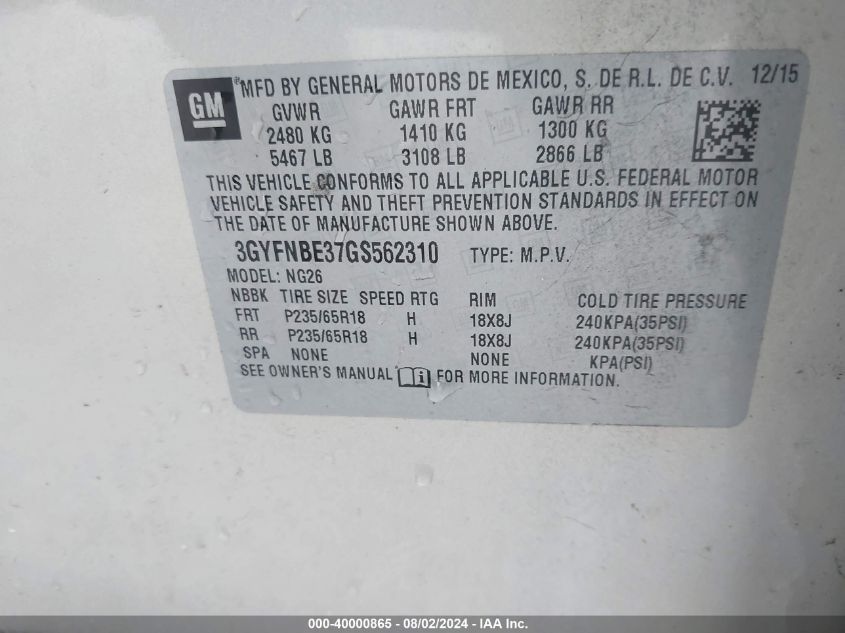 GM
®MFD BY GENERAL MOTORS DE MEXICO, S. DE R.L. DE C.V. 12/15
GVWR GAWR FRT GAWR RR
2480 KG 1410 KG 1300 KG
5467 LB 3108 LB 2866 LB
THIS VEHICLE CONFORMS TO ALL APPLICABLE U.S. FEDERAL MOTOR
VEHICLE SAFETY AND THEFT PREVENTION STANDARDS IN EFFECT ON
THE DATE OF MANUFACTURE SHOWN ABOVE.
3GYFNBE37GS562310 TYPE: M.P.V.
MODEL: NG26
NBBK TIRE SIZE SPEED RTG RIM COLD TIRE PRESSURE
FRT P235/65R18 H 18X8J 240KPA(35PSI)
RR P235/65R18 H 18X8J 240KPA(35PSI)
SPA NONE NONE KPA(PSI)
SEE OWNER'S MANUAL i FOR MORE INFORMATION.
000-40000865 - 08/02/2024 - IAA Inc.